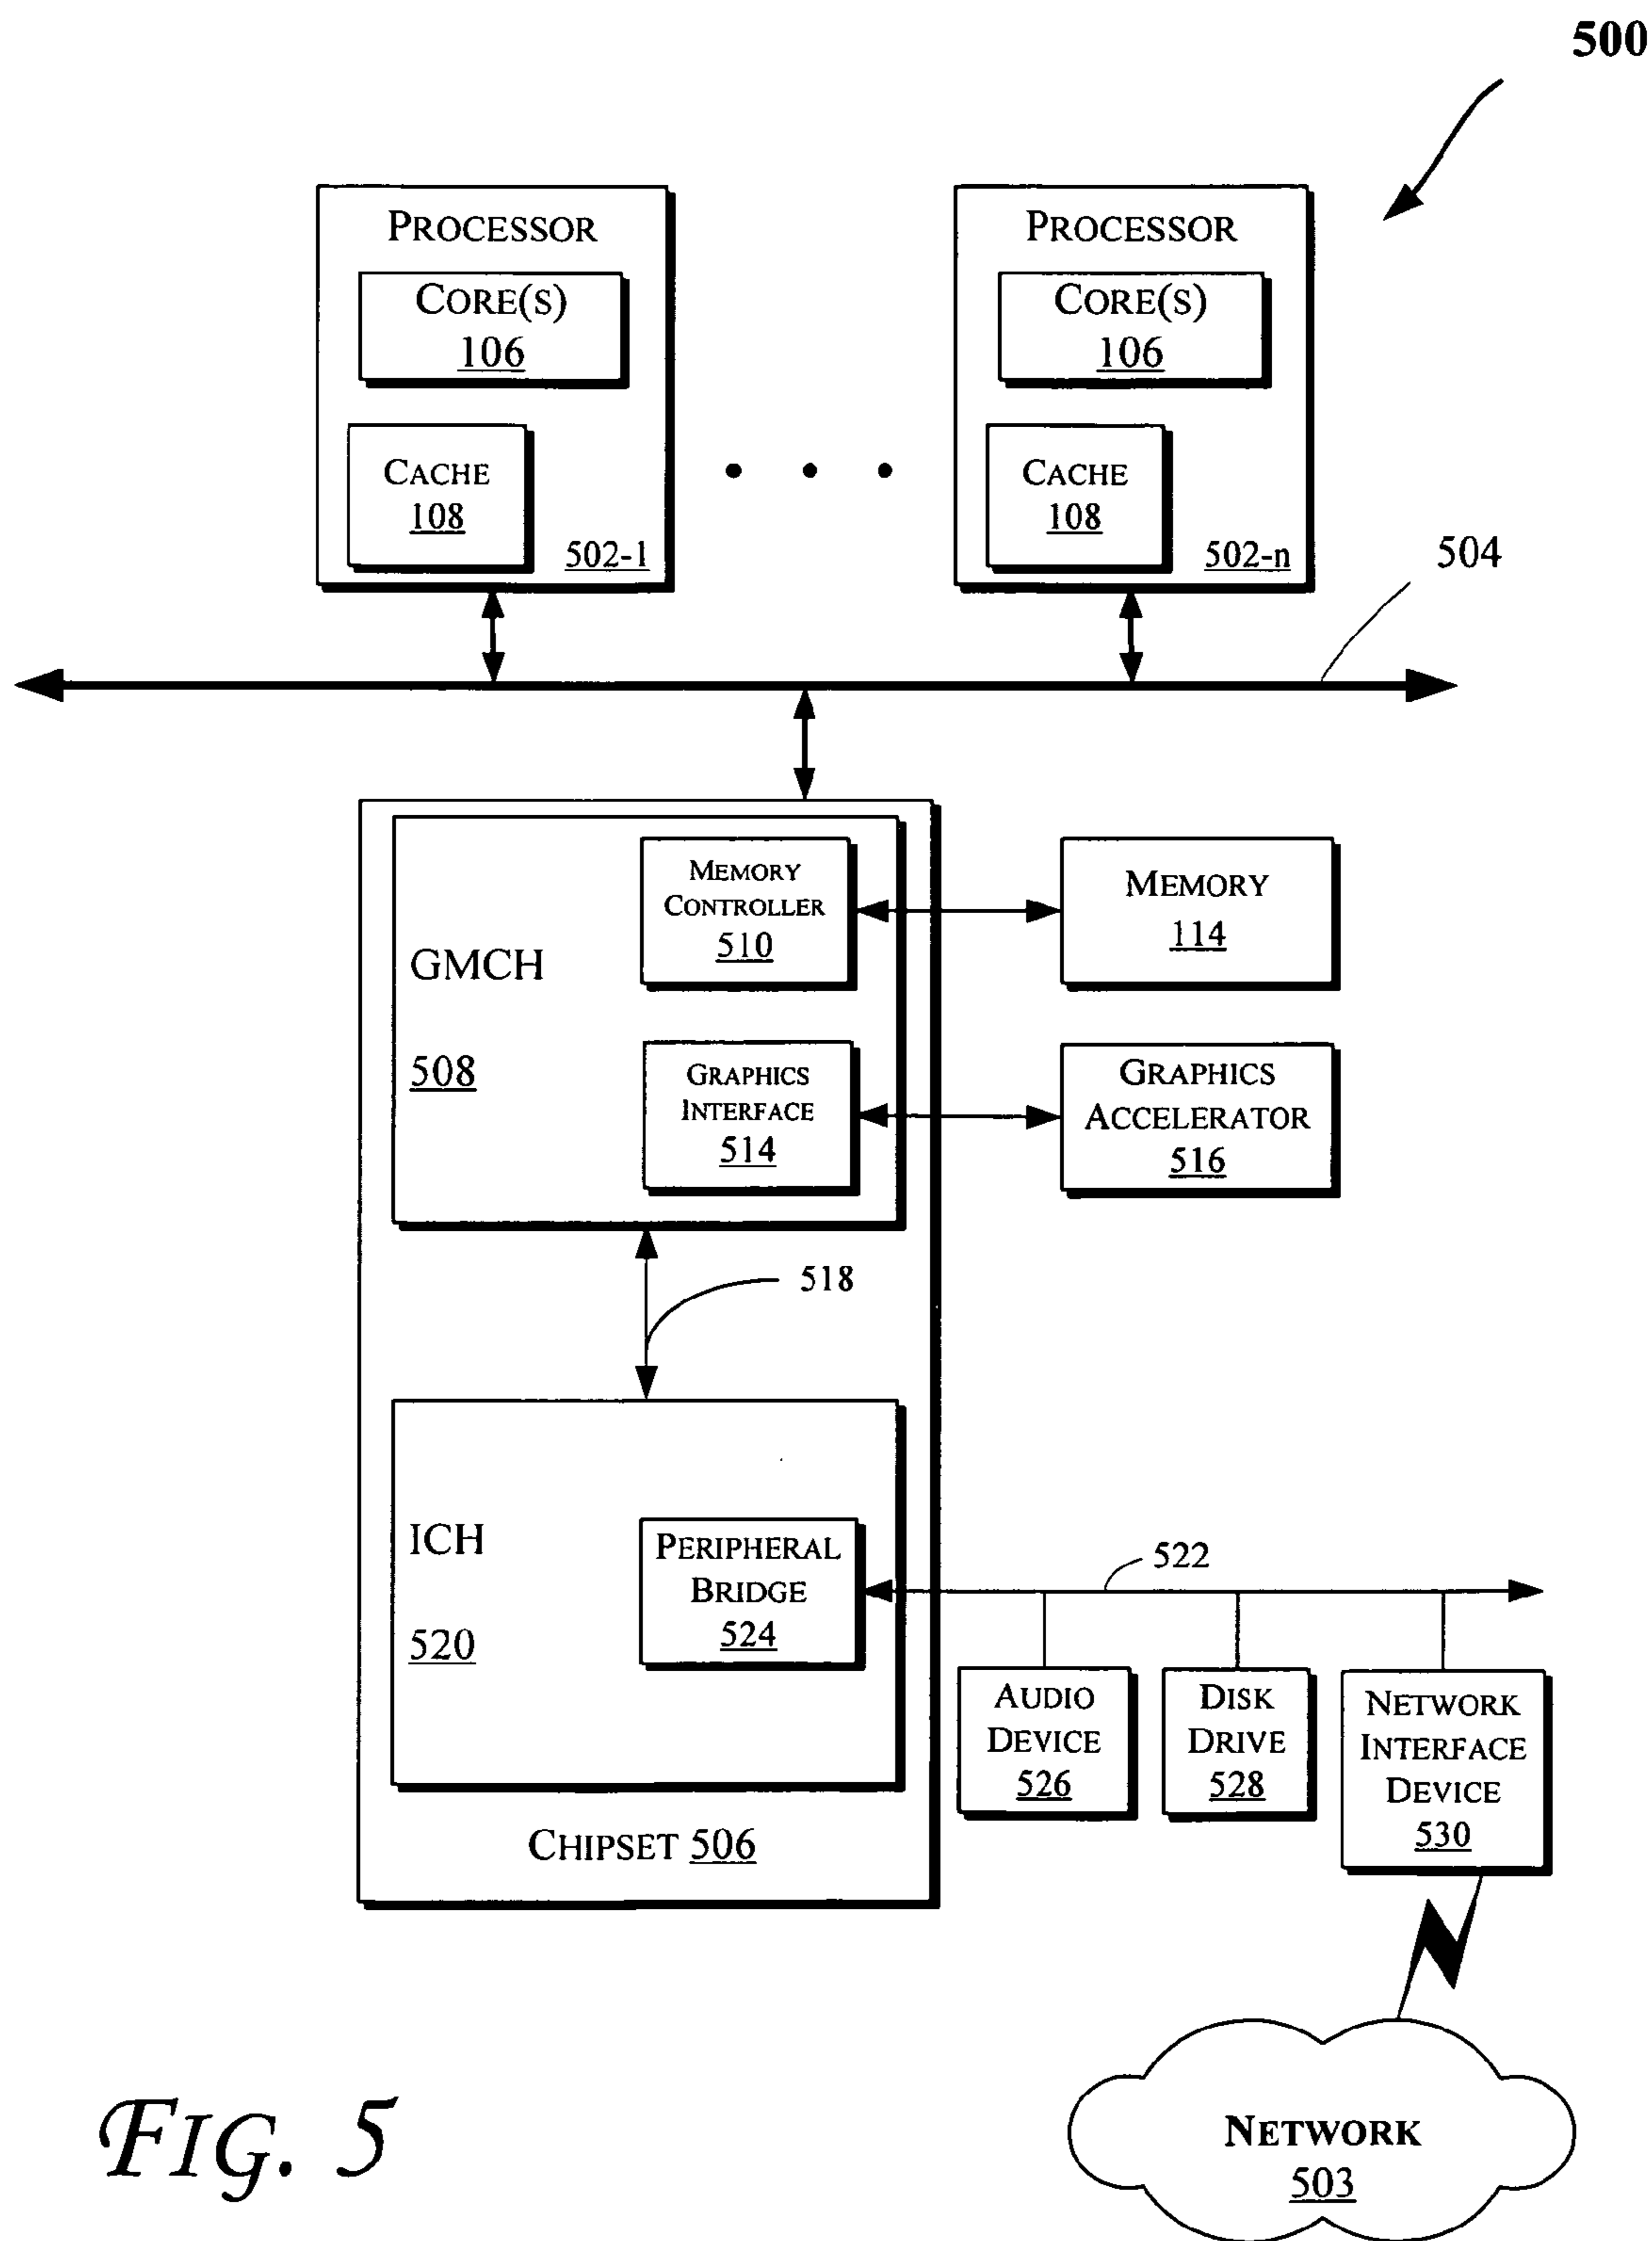 500
PROCESSOR
CORE(S)
106
CACHE
108
502-1
PROCESSOR
CORE(S)
106
CACHE
108
502-n
504
MEMORY
CONTROLLER
510
GMCH
508
GRAPHICS
INTERFACE
514
MEMORY
114
GRAPHICS
ACCELERATOR
516
518
ICH
520
PERIPHERAL
BRIDGE
524
522
AUDIO
DEVICE
526
DISK
DRIVE
528
NETWORK
INTERFACE
DEVICE
530
CHIPSET 506
NETWORK
503
FIG. 5